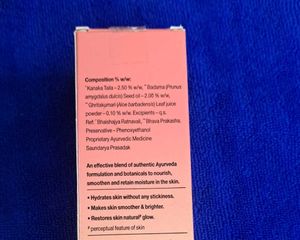 Composition % w/w:
*Kanaka Taila - 2.50 % w/w, ^Badama (Prunus
amygdalus dulcis) Seed oil - 2.05 % w/w,
^Ghritakumari (Aloe barbadensis) Leaf juice
powder - 0.10 % w/w. Excipients - q.s.
Ref. *Bhaishajya Ratnavali, ^Bhava Prakasha.
Preservative - Phenoxyethanol
Proprietary Ayurvedic Medicine
Saundarya Prasadak
An effective blend of authentic Ayurveda
formulation and botanicals to nourish,
smoothen and retain moisture in the skin.
• Hydrates skin without any stickiness.
• Makes skin smoother & brighter.
• Restores skin natural# glow.
# perceptual feature of skin